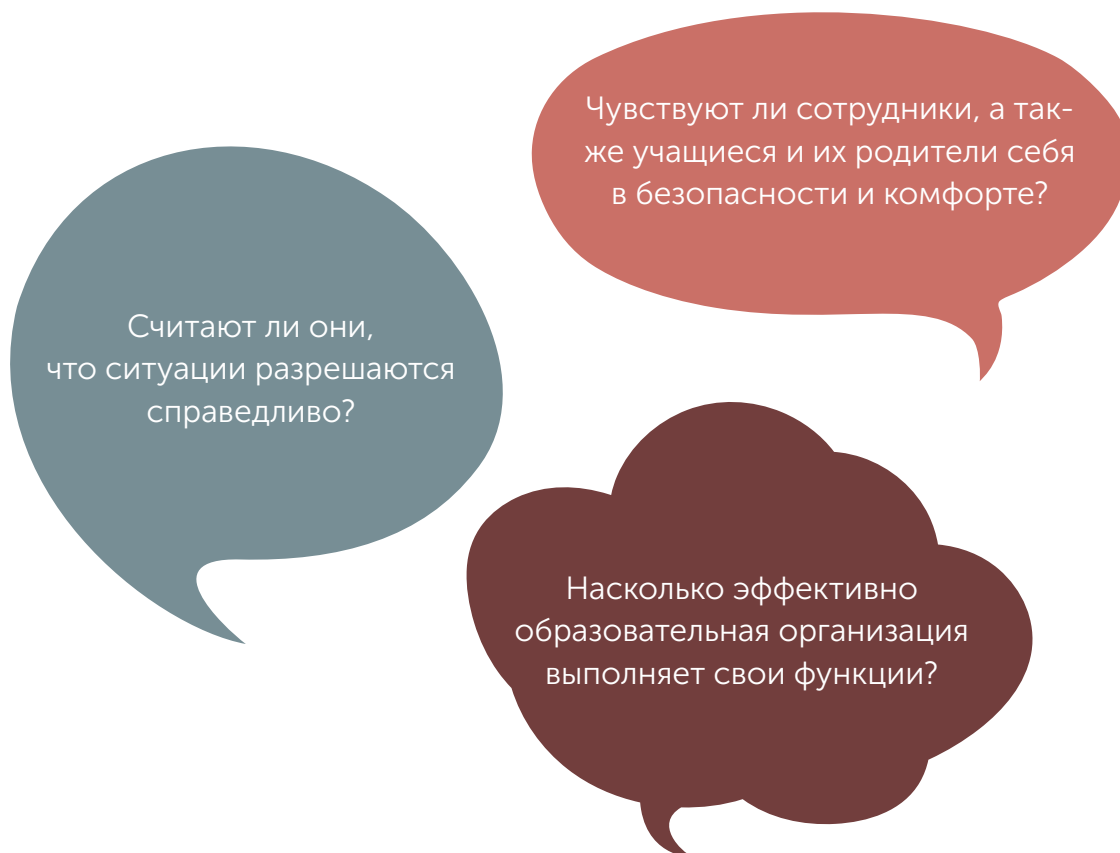 Чувствуют ли сотрудники, а так-
же учащиеся и их родители себя
в безопасности и комфорте?
Считают ли они,
что ситуации разрешаются
справедливо?
Насколько эффективно
образовательная организация
выполняет свои функции?